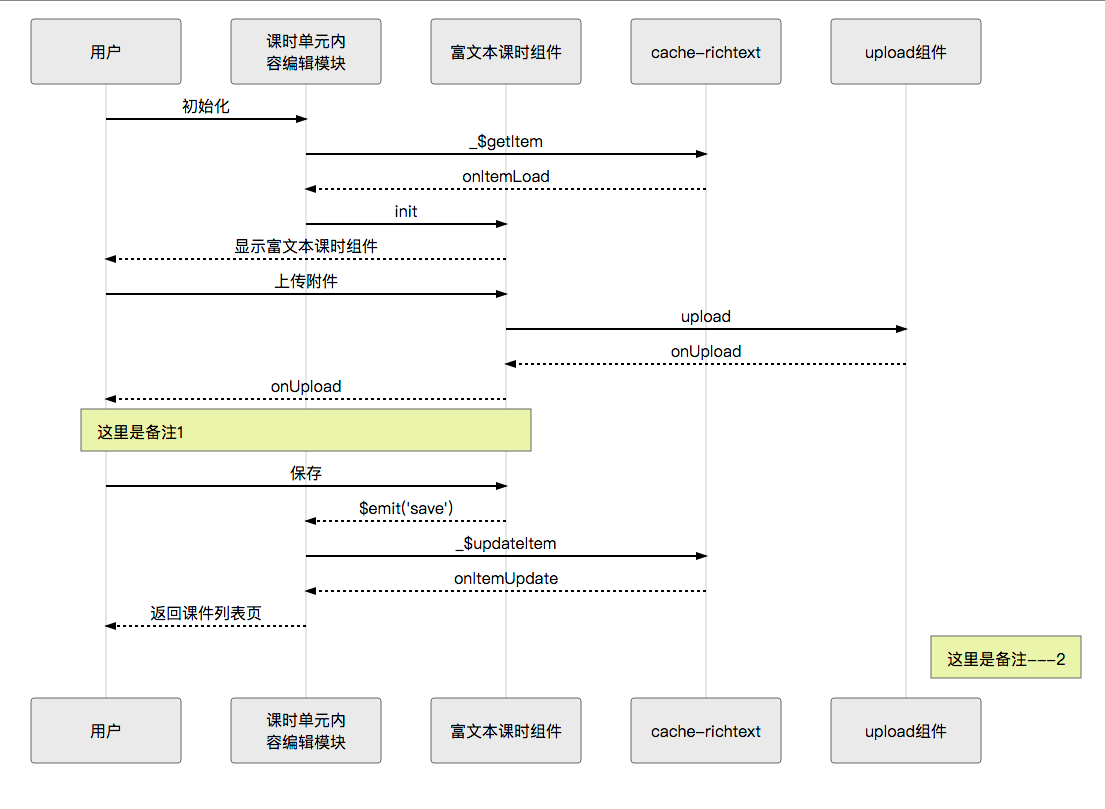 用户
课时单元内
容编辑模块
富文本课时组件
cache-richtext
upload组件
初始化
_$getItem
onItemLoad
init
显示富文本课时组件
上传附件
upload
onUpload
onUpload
这里是备注1
保存
$emit('save')
_$updateItem
onItemUpdate
返回课件列表页
这里是备注---2
用户
课时单元内
容编辑模块
富文本课时组件
cache-richtext
upload组件